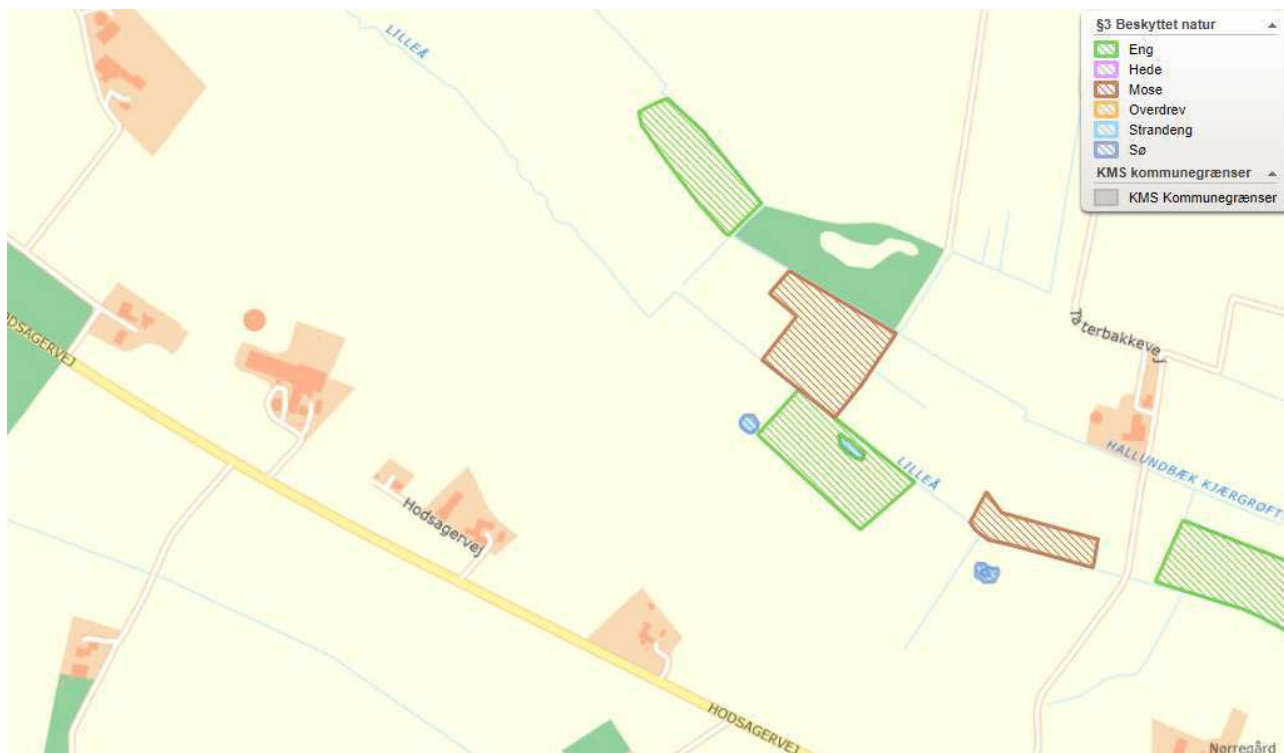 LILLEÅ
§3 Beskyttet natur
Eng
Hede
Mose
Overdrev
Strandeng
Sø
KMS kommunegrænser
KMS Kommunegrænser
HODSAGERVEJ
Tåterbakkevej
HALLUNDBÆK KJÆRGRØFT
LILLEÅ
Hodsagervej
HODSAGERVEJ
Nørregård